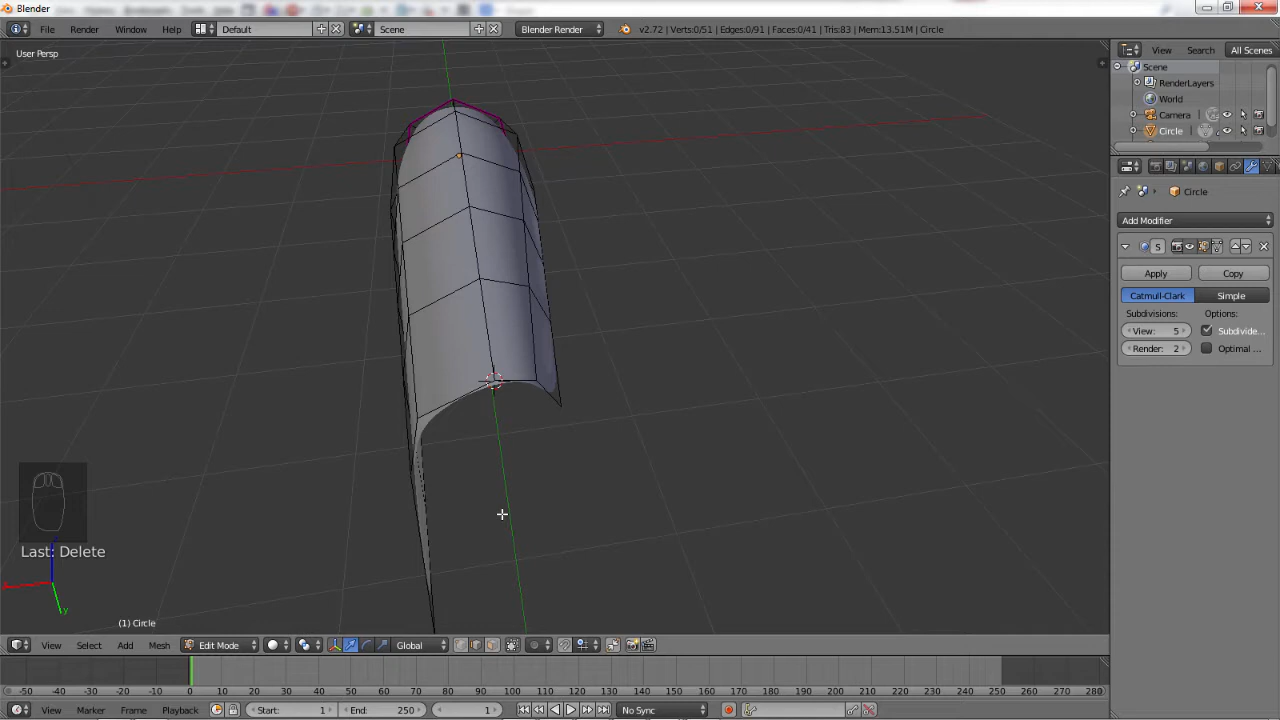 Blender
File Render Window Help Default Scene Blender Render v2.72 | Verts:0/51 | Edges:0/91 | Faces:0/41 | Tris:83 | Mem:13.51M | Circle
View Search All Scenes
User Persp
Scene
RenderLayers
World
Camera
Circle
Circle
Add Modifier
S
Apply Copy
Catmull-Clark Simple
Subdivisions: Options:
View: 5 Subdivide...
Render: 2 Optimal ...
Last: Delete
y
(1) Circle
View Select Add Mesh Edit Mode Global
-50 -40 -30 -20 -10 0 10 20 30 40 50 60 70 80 90 100 110 120 130 140 150 160 170 180 190 200 210 220 230 240 250 260 270 280
View Marker Frame Playback Start: 1 End: 250 1 No Sync